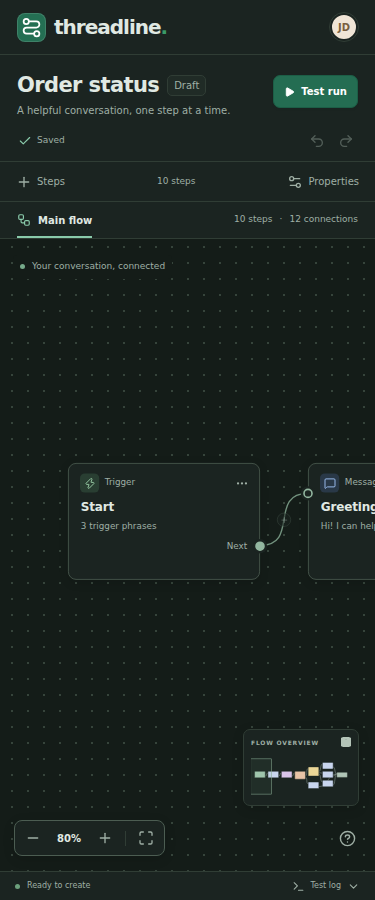 threadline.
JD
Order status
Draft
A helpful conversation, one step at a time.
Test run
Saved
Steps
10 steps
Properties
Main flow
10 steps · 12 connections
Your conversation, connected
Trigger
Start
3 trigger phrases
Next
Messag
Greeting
Hi! I can help
FLOW OVERVIEW
80%
Ready to create
Test log